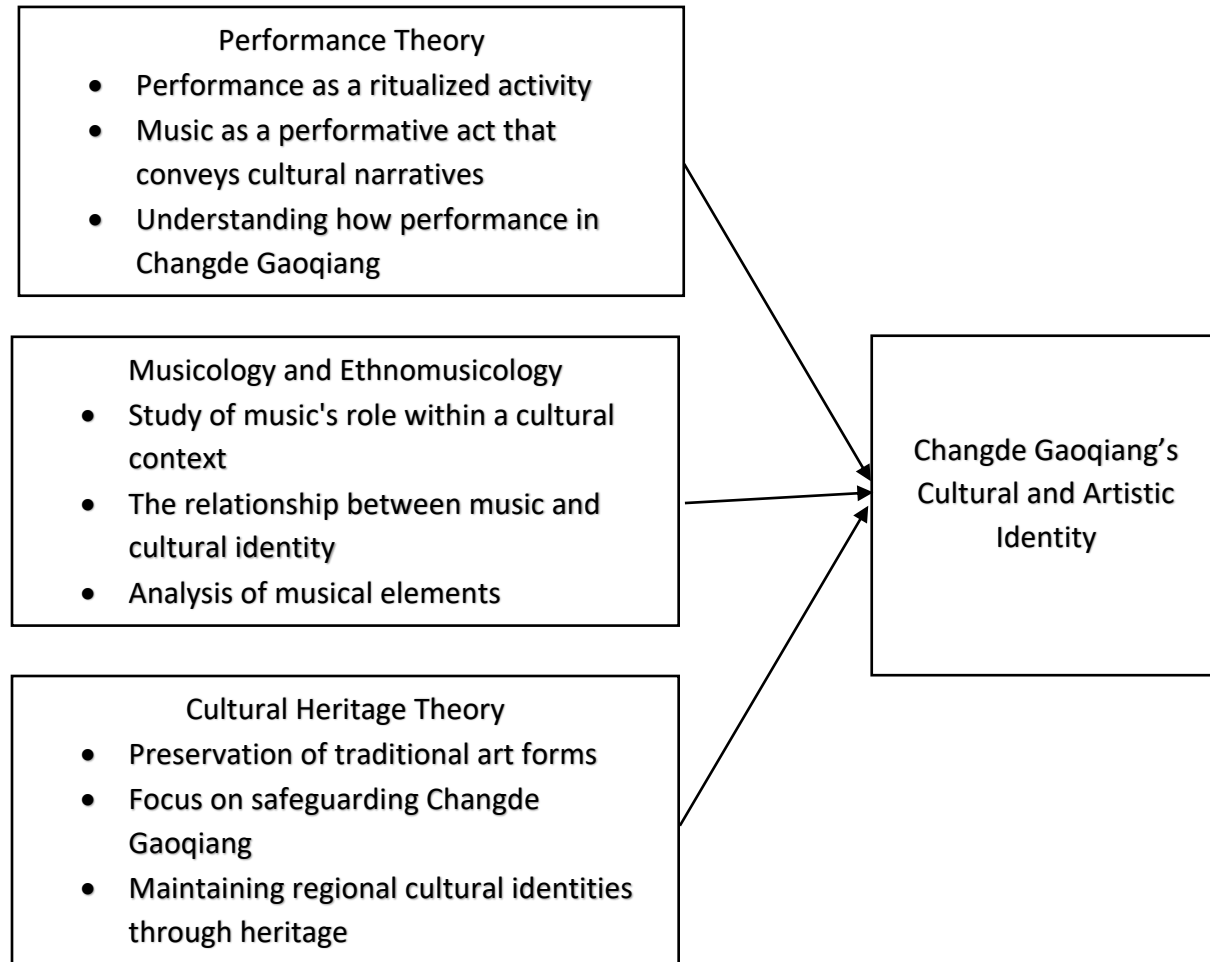 Performance Theory
• Performance as a ritualized activity
• Music as a performative act that
conveys cultural narratives
• Understanding how performance in
Changde Gaoqiang
Musicology and Ethnomusicology
• Study of music's role within a cultural
context
• The relationship between music and
cultural identity
• Analysis of musical elements
Cultural Heritage Theory
• Preservation of traditional art forms
• Focus on safeguarding Changde
Gaoqiang
• Maintaining regional cultural identities
through heritage
Changde Gaoqiang’s
Cultural and Artistic
Identity